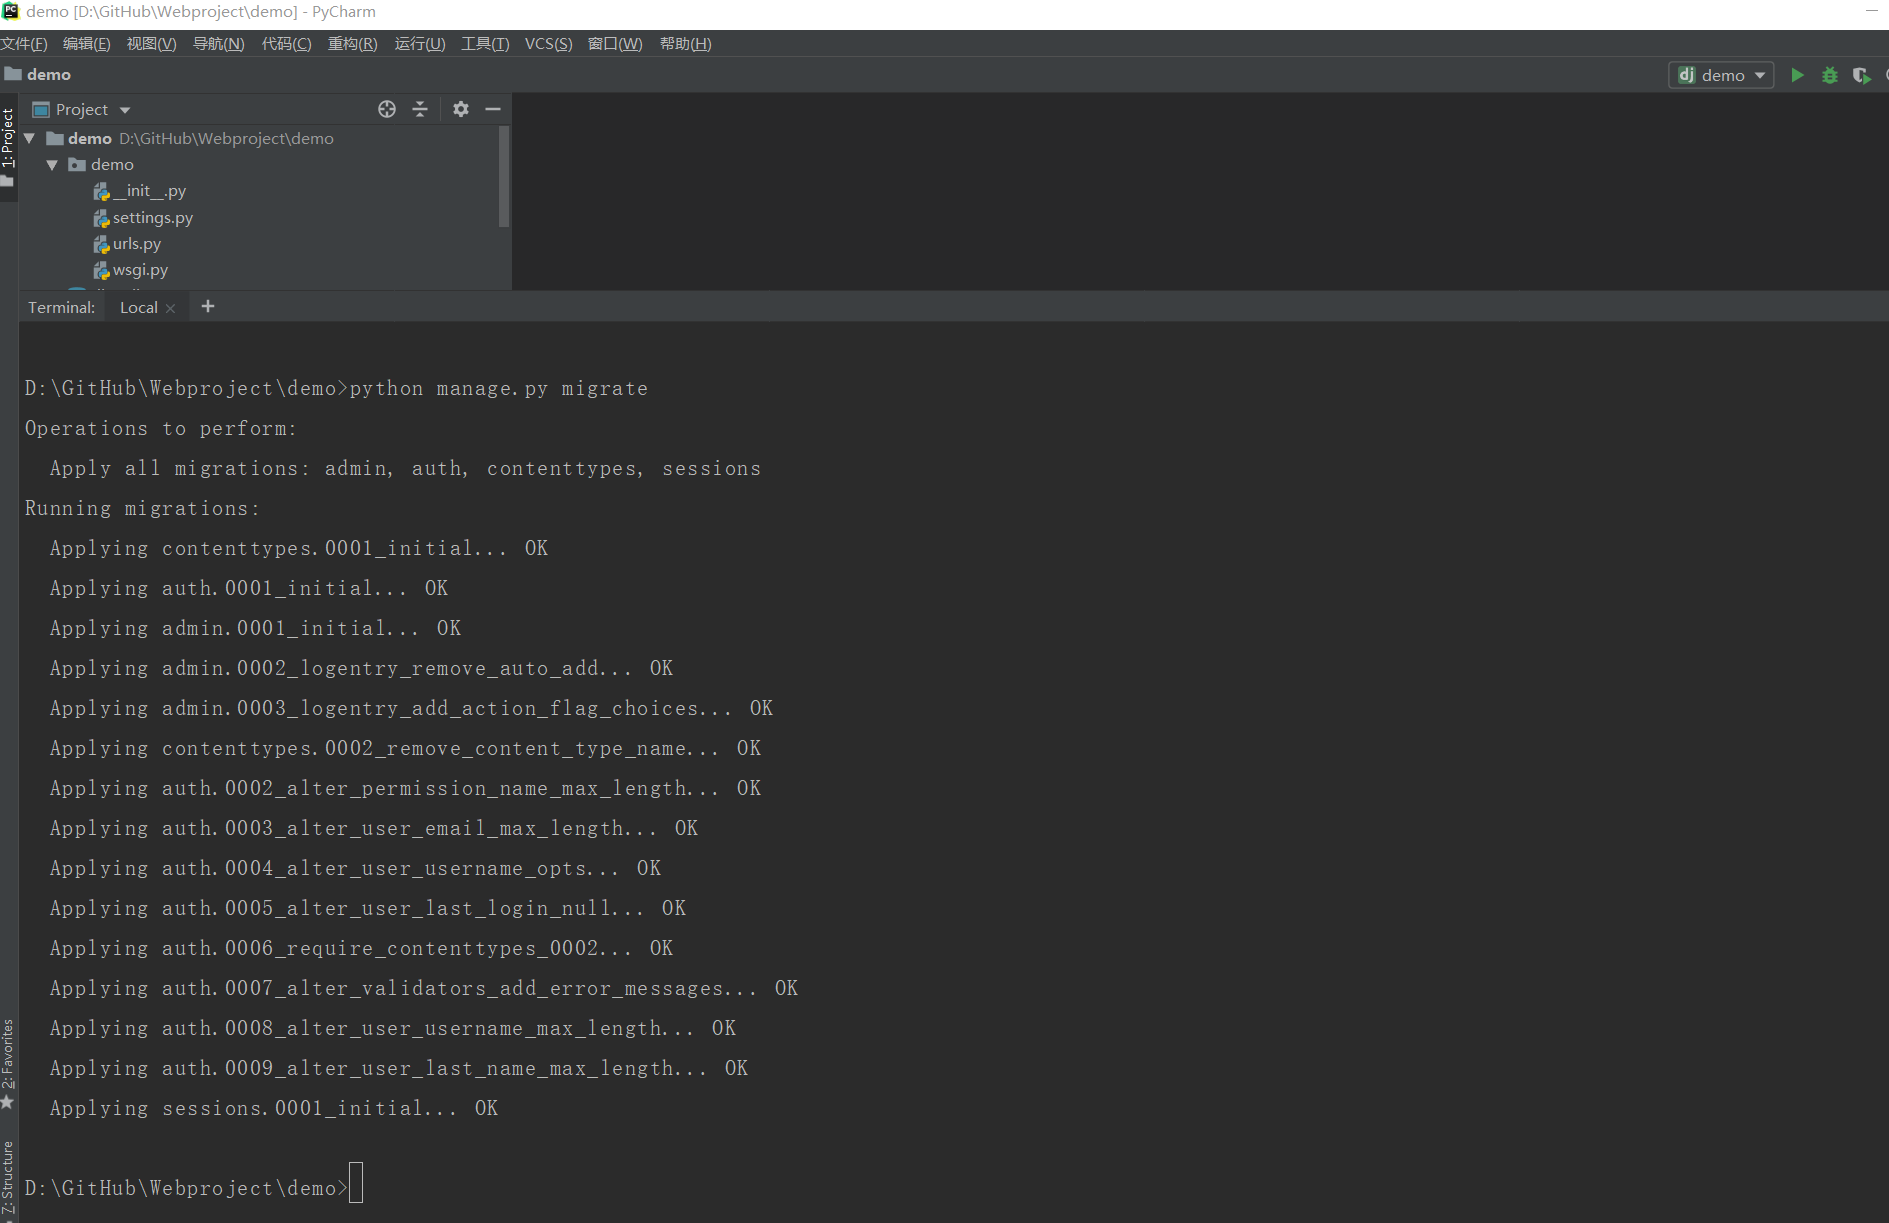 demo [D:\GitHub\Webproject\demo] - PyCharm
文件(F) 编辑(E) 视图(V) 导航(N) 代码(C) 重构(R) 运行(U) 工具(T) VCS(S) 窗口(W) 帮助(H)
demo
dj demo
1: Project
Project
demo D:\GitHub\Webproject\demo
demo
__init__.py
settings.py
urls.py
wsgi.py
Terminal: Local × +
D:\GitHub\Webproject\demo>python manage.py migrate
Operations to perform:
  Apply all migrations: admin, auth, contenttypes, sessions
Running migrations:
  Applying contenttypes.0001_initial... OK
  Applying auth.0001_initial... OK
  Applying admin.0001_initial... OK
  Applying admin.0002_logentry_remove_auto_add... OK
  Applying admin.0003_logentry_add_action_flag_choices... OK
  Applying contenttypes.0002_remove_content_type_name... OK
  Applying auth.0002_alter_permission_name_max_length... OK
  Applying auth.0003_alter_user_email_max_length... OK
  Applying auth.0004_alter_user_username_opts... OK
  Applying auth.0005_alter_user_last_login_null... OK
  Applying auth.0006_require_contenttypes_0002... OK
  Applying auth.0007_alter_validators_add_error_messages... OK
  Applying auth.0008_alter_user_username_max_length... OK
  Applying auth.0009_alter_user_last_name_max_length... OK
  Applying sessions.0001_initial... OK
D:\GitHub\Webproject\demo>
2: Favorites
7: Structure